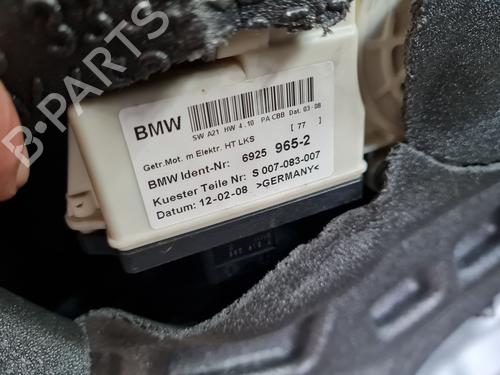 B-PARTS
BMW
SW A21 HW 4.10 PA CBB Dat. 03-08
[ 77 ]
Getr.Mot. m Elektr. HT LKS
BMW Ident-Nr: 6925 965-2
Kuester Teile Nr: S 007-083-007
Datum: 12-02-08 >GERMANY<